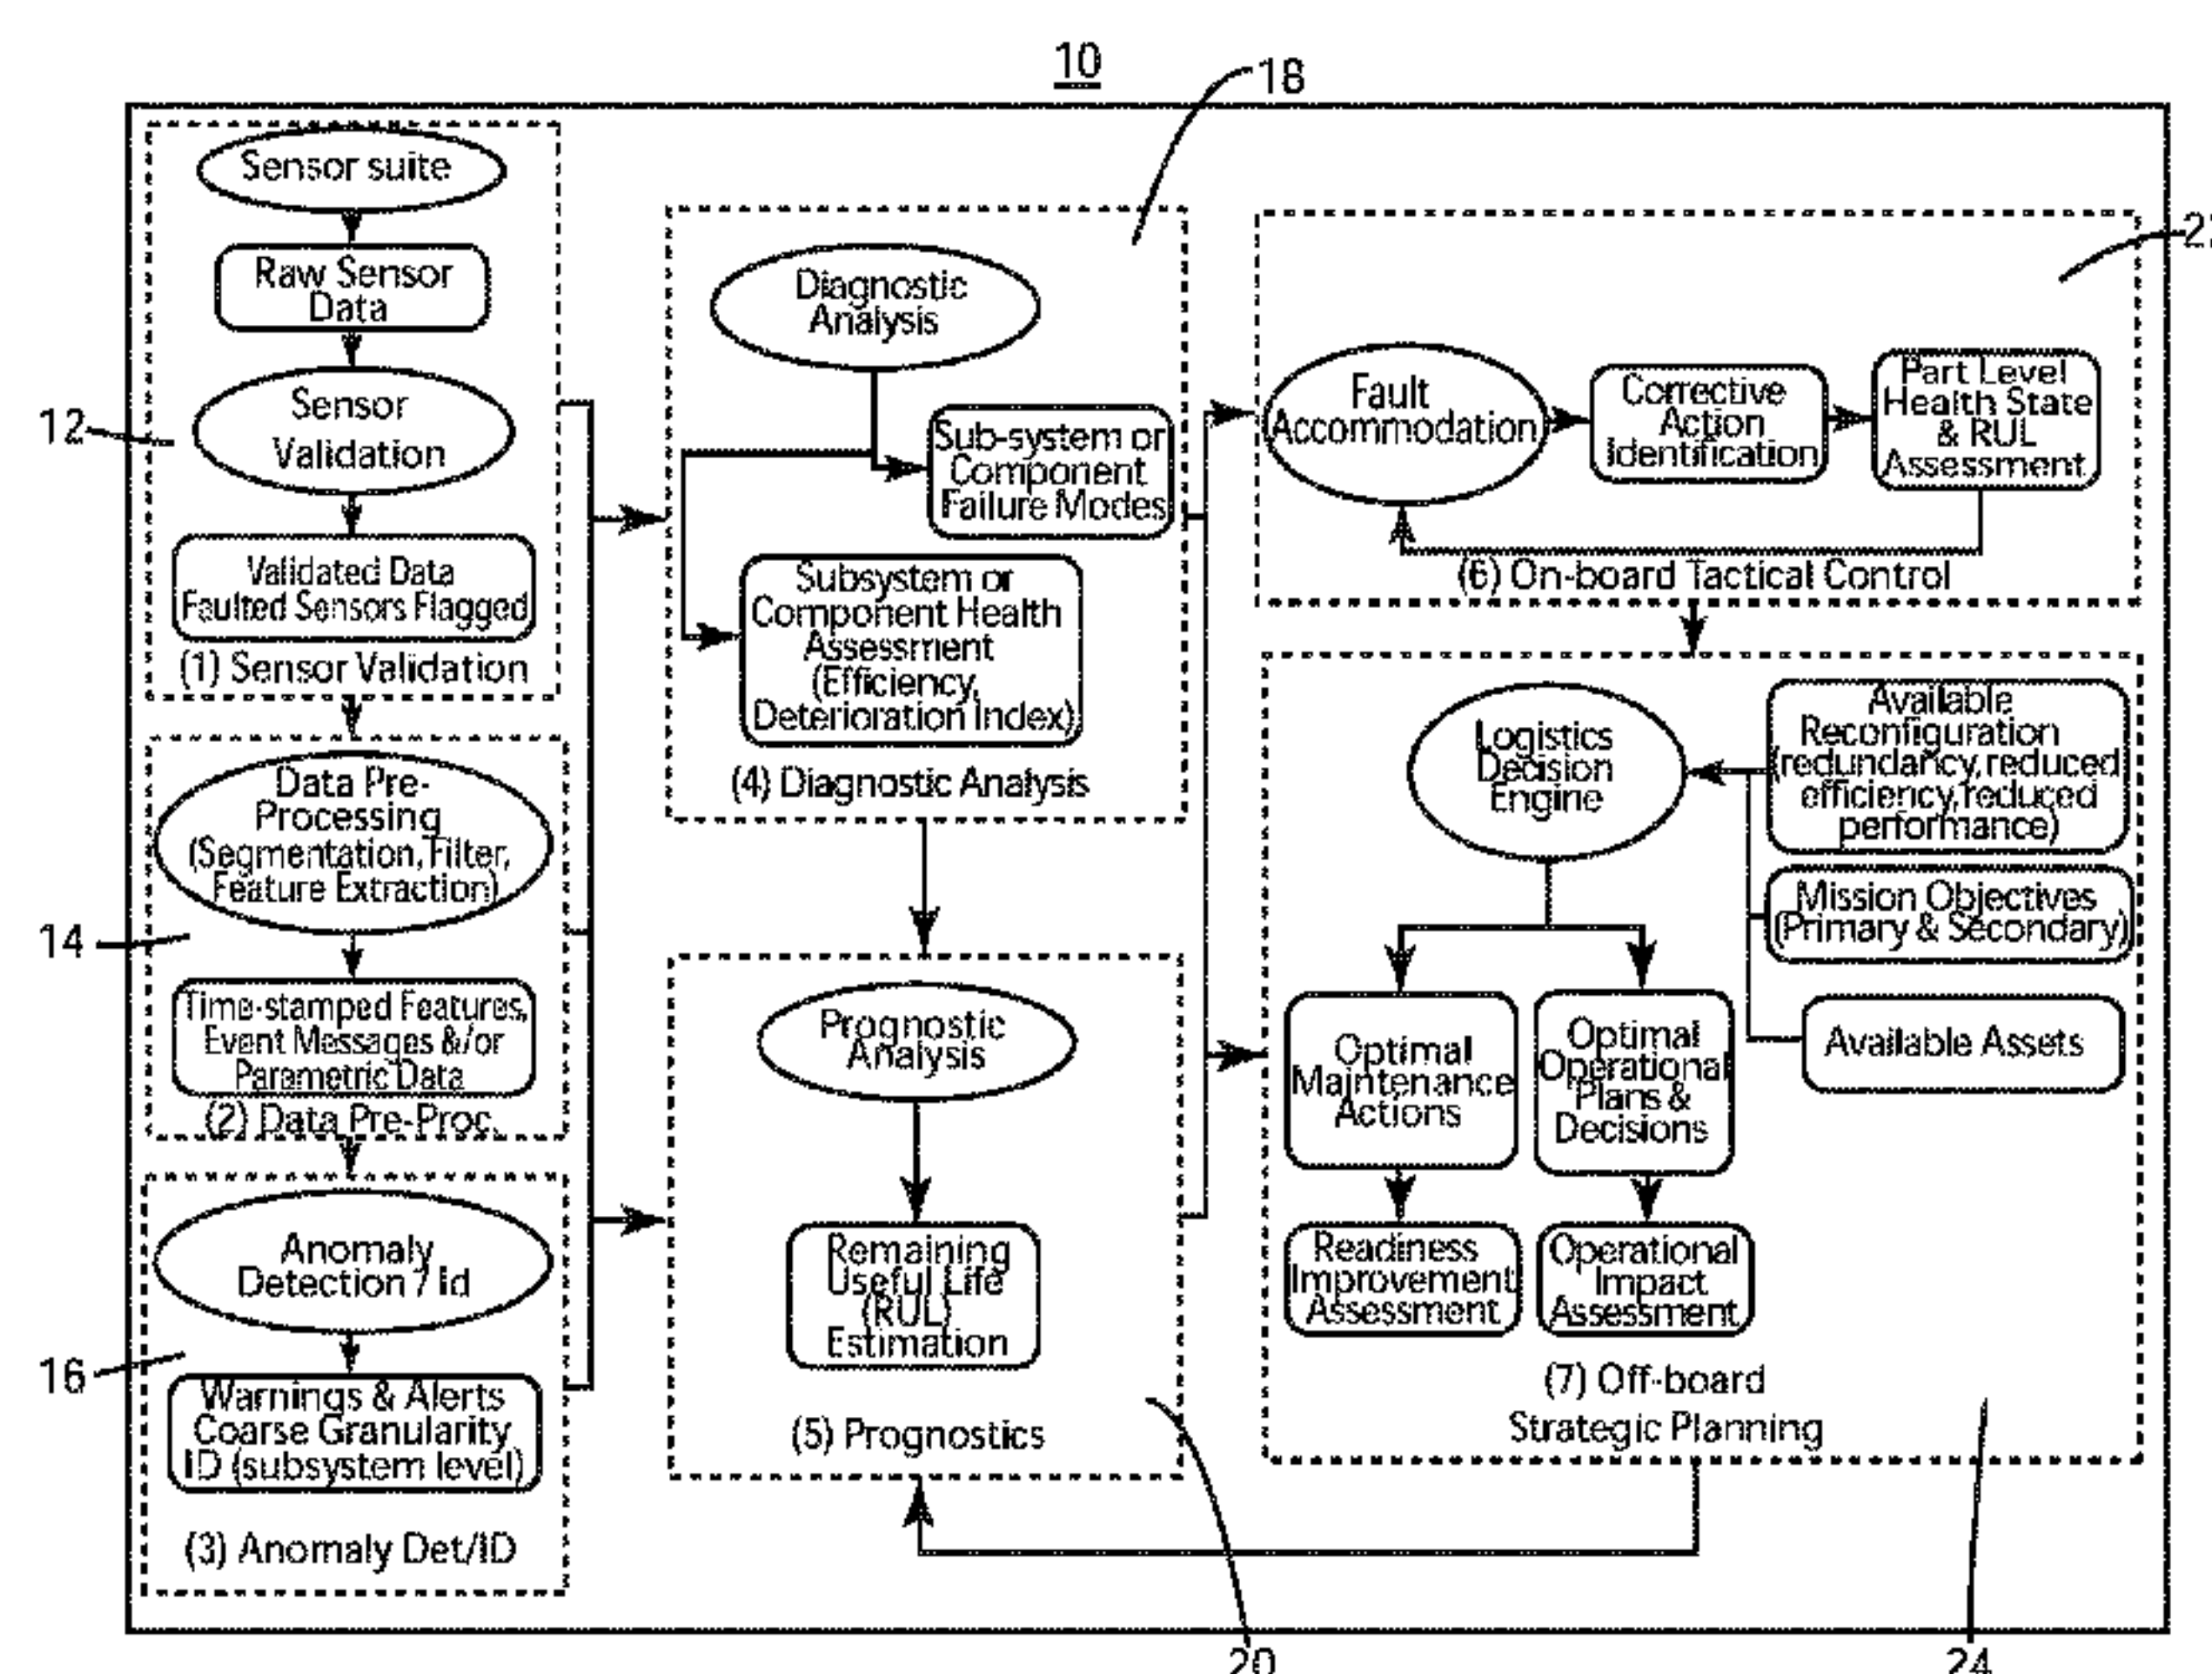 10
18
Sensor suite
Raw Sensor
Data
12
Sensor
Validation
Validated Data
Faulted Sensors Flagged
(1) Sensor Validation
Data Pre-
Processing
(Segmentation, Filter,
Feature Extraction)
14
Time-stamped Features,
Event Messages &/or
Parametric Data
(2) Data Pre-Proc.
Anomaly
Detection / Id
16
Warnings & Alerts
Coarse Granularity
ID (subsystem level)
(3) Anomaly Det/ID
Diagnostic
Analysis
Sub-system or
Component
Failure Modes
Subsystem or
Component Health
Assessment
(Efficiency,
Deterioration Index)
(4) Diagnostic Analysis
Prognostic
Analysis
Remaining
Useful Life
(RUL)
Estimation
(5) Prognostics
20
Fault
Accommodation
Corrective
Action
Identification
Part Level
Health State
& RUL
Assessment
(6) On-board Tactical Control
Logistics
Decision
Engine
Available
Reconfiguration
(redundancy, reduced
efficiency, reduced
performance)
Mission Objectives
(Primary & Secondary)
Available Assets
Optimal
Maintenance
Actions
Optimal
Operational
Plans &
Decisions
Readiness
Improvement
Assessment
Operational
Impact
Assessment
(7) Off-board
Strategic Planning
24